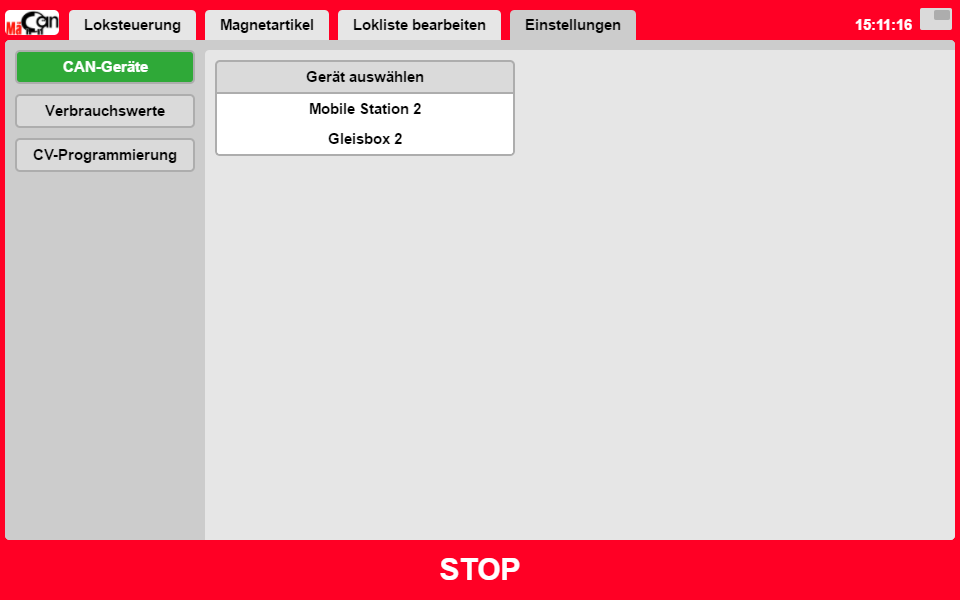 MäCan
Loksteuerung
Magnetartikel
Lokliste bearbeiten
Einstellungen
15:11:16
CAN-Geräte
Verbrauchswerte
CV-Programmierung
Gerät auswählen
Mobile Station 2
Gleisbox 2
STOP